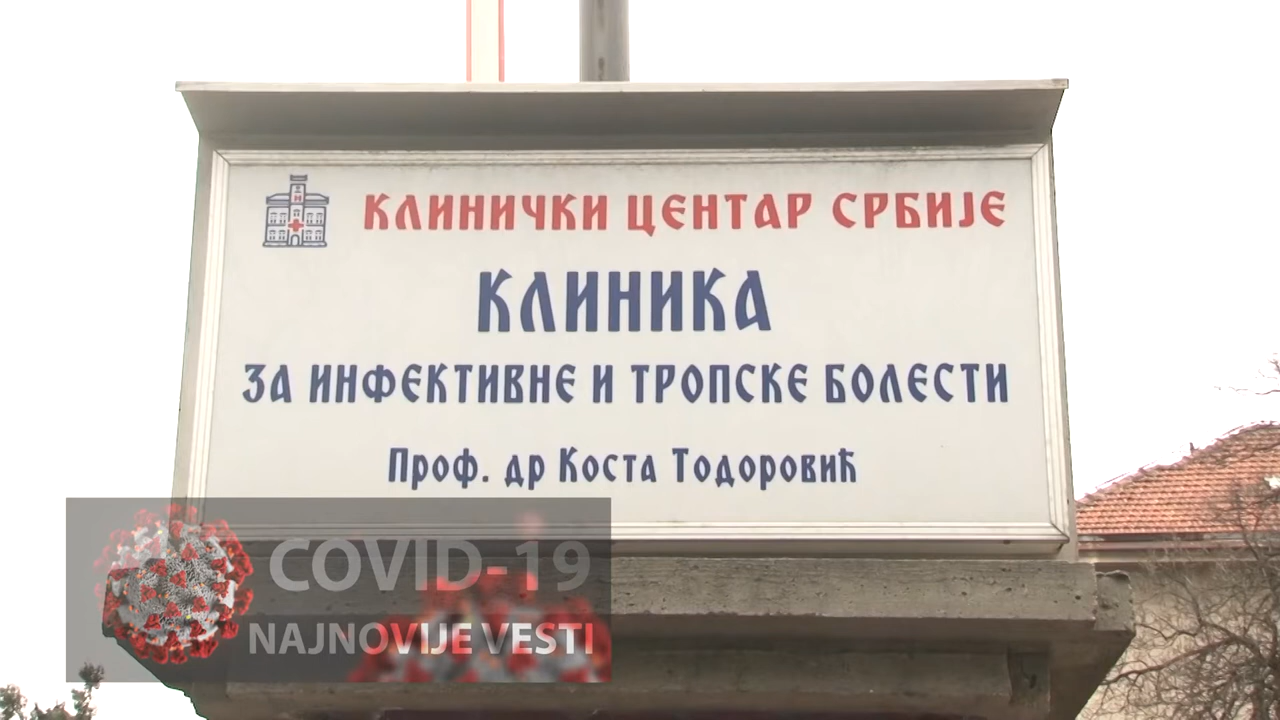 КЛИНИЧКИ ЦЕНТАР СРБИЈЕ
КЛИНИКА
ЗА ИНФЕКТИВНЕ И ТРОПСКЕ БОЛЕСТИ
Проф. др Коста Тодоровић
COVID-19
NAJNOVIJE VESTI